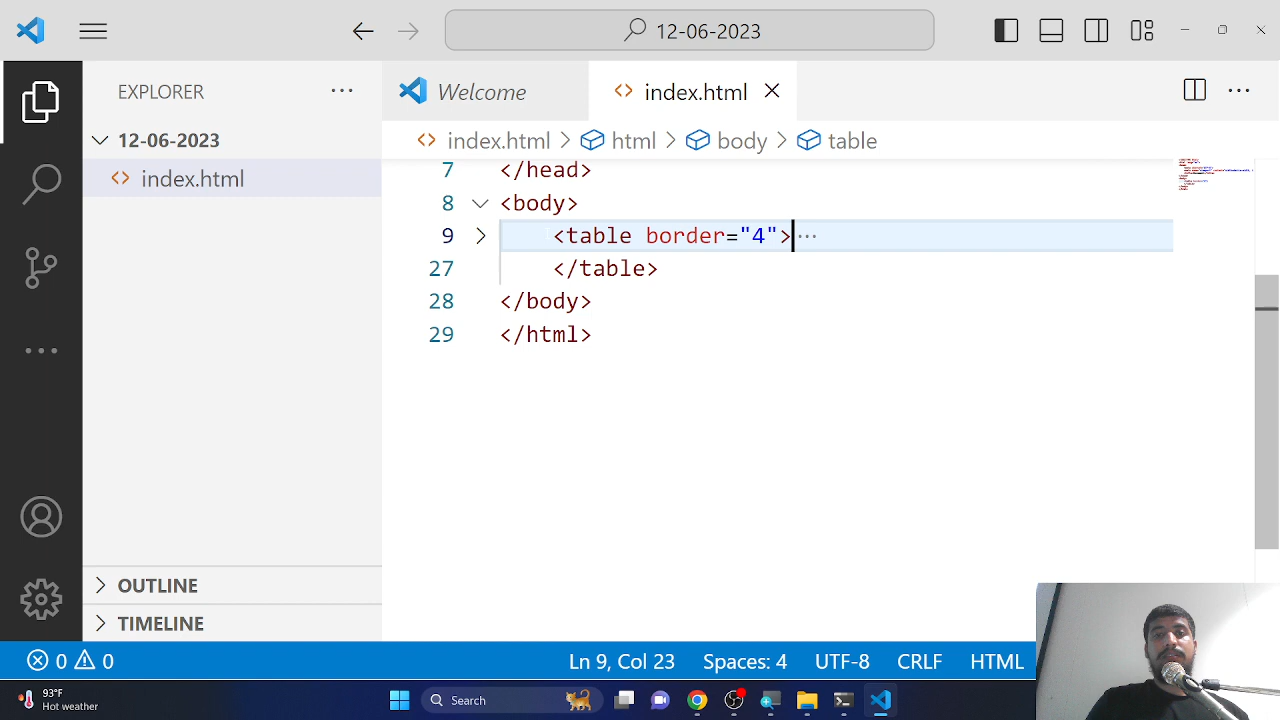 12-06-2023
EXPLORER
Welcome
index.html
12-06-2023
index.html
index.html > html > body > table
7 </head>
8 <body>
9 <table border="4">···
27 </table>
28 </body>
29 </html>
OUTLINE
TIMELINE
0 0 Ln 9, Col 23 Spaces: 4 UTF-8 CRLF HTML
93°F
Hot weather
Search